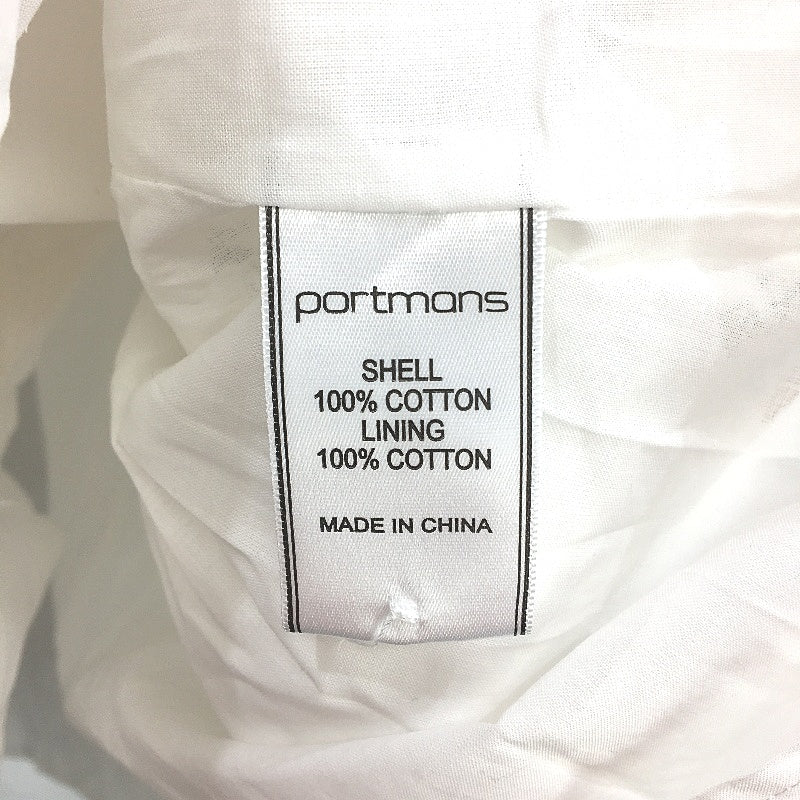 portmans
SHELL
100% COTTON
LINING
100% COTTON
MADE IN CHINA